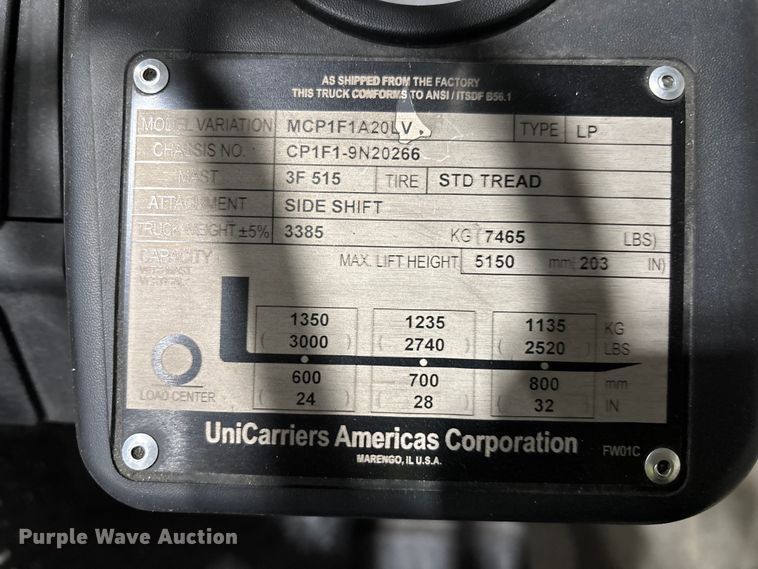 AS SHIPPED FROM THE FACTORY
THIS TRUCK CONFORMS TO ANSI / ITSDF B56.1
MODEL VARIATION MCP1F1A20LV TYPE LP
CHASSIS NO. CP1F1-9N20266
MAST 3F 515 TIRE STD TREAD
ATTACHMENT SIDE SHIFT
TRUCK WEIGHT ±5% 3385 KG ( 7465 LBS)
CAPACITY MAX. LIFT HEIGHT 5150 mm( 203 IN)
WITH MAST
VERTICAL
1350 1235 1135 KG
( 3000 ) ( 2740 ) ( 2520 ) LBS
600 700 800 mm
( 24 ) ( 28 ) ( 32 ) IN
LOAD CENTER
UniCarriers Americas Corporation FW01C
MARENGO, IL U.S.A.
Purple Wave Auction